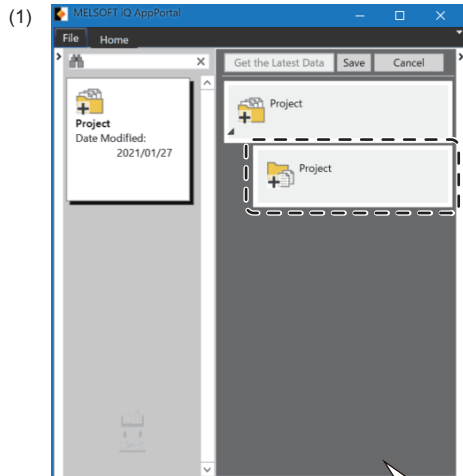 (1)
MELSOFT iQ AppPortal
File Home
Get the Latest Data Save Cancel
Project
Date Modified:
2021/01/27
Project
Project